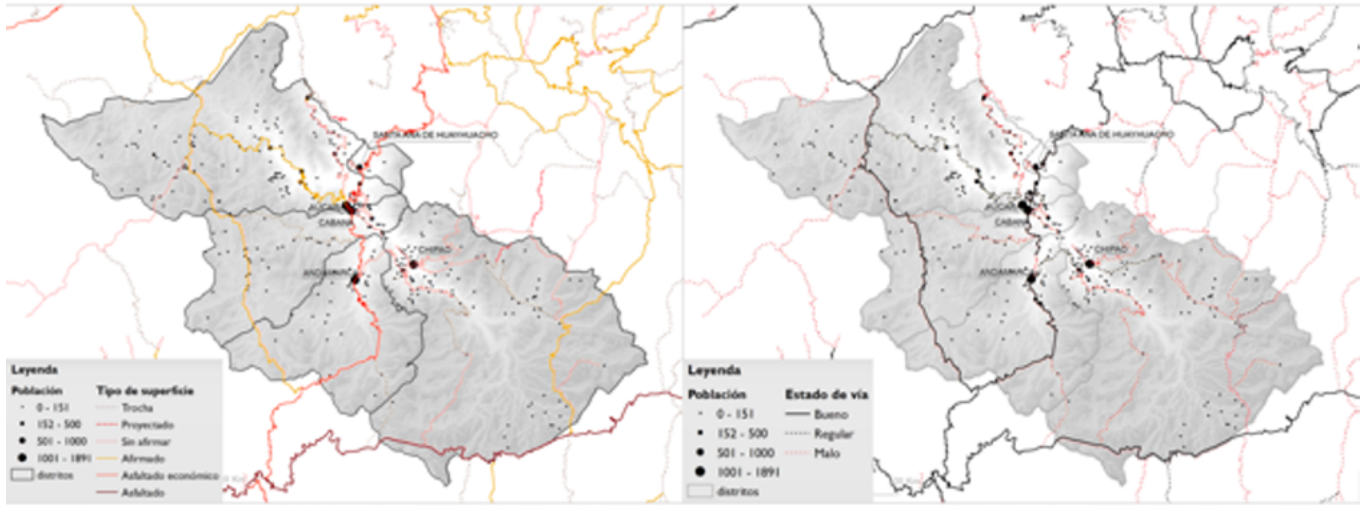 SANTA ANA DE HUAYHUACHO
CABANA
CHIPAO
Leyenda
Población
0 - 151
152 - 500
501 - 1000
1001 - 1891
distritos
Tipo de superficie
Trocha
Proyectado
Sin afirmar
Afirmado
Asfaltado económico
Asfaltado
SANTA ANA DE HUAYHUACHO
CABANA
CHIPAO
Leyenda
Población
0 - 151
152 - 500
501 - 1000
1001 - 1891
distritos
Estado de vía
Bueno
Regular
Malo